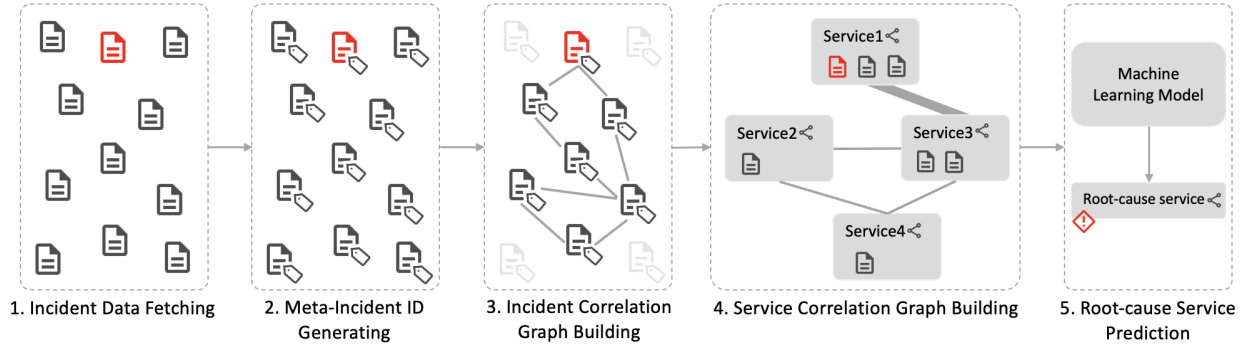 Service1
Service2
Service3
Service4
Machine
Learning Model
Root-cause service
1. Incident Data Fetching
2. Meta-Incident ID
Generating
3. Incident Correlation
Graph Building
4. Service Correlation Graph Building
5. Root-cause Service
Prediction